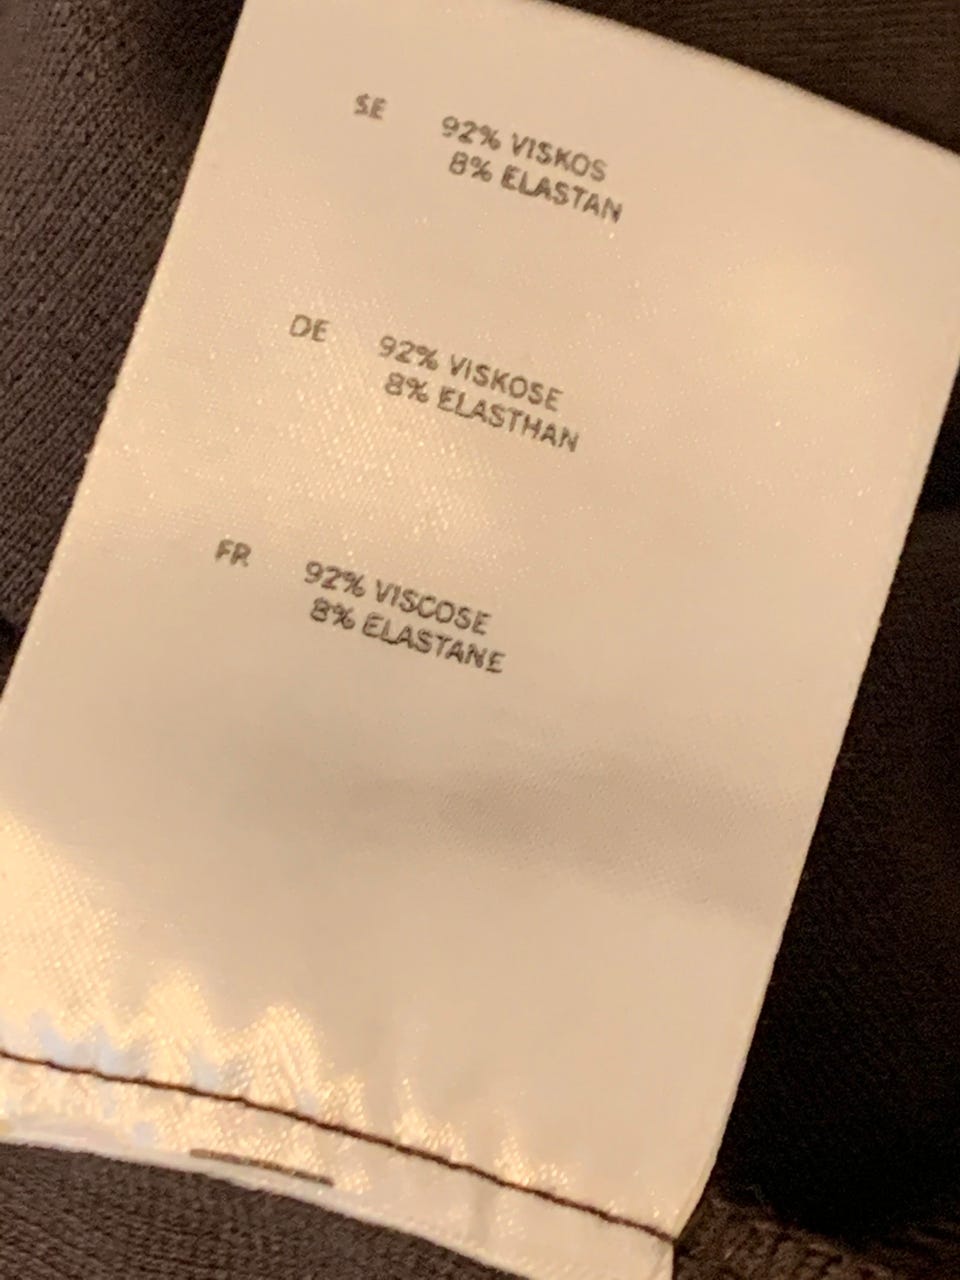 SE 92% VISKOS
8% ELASTAN
DE 92% VISKOSE
8% ELASTHAN
FR 92% VISCOSE
8% ELASTANE